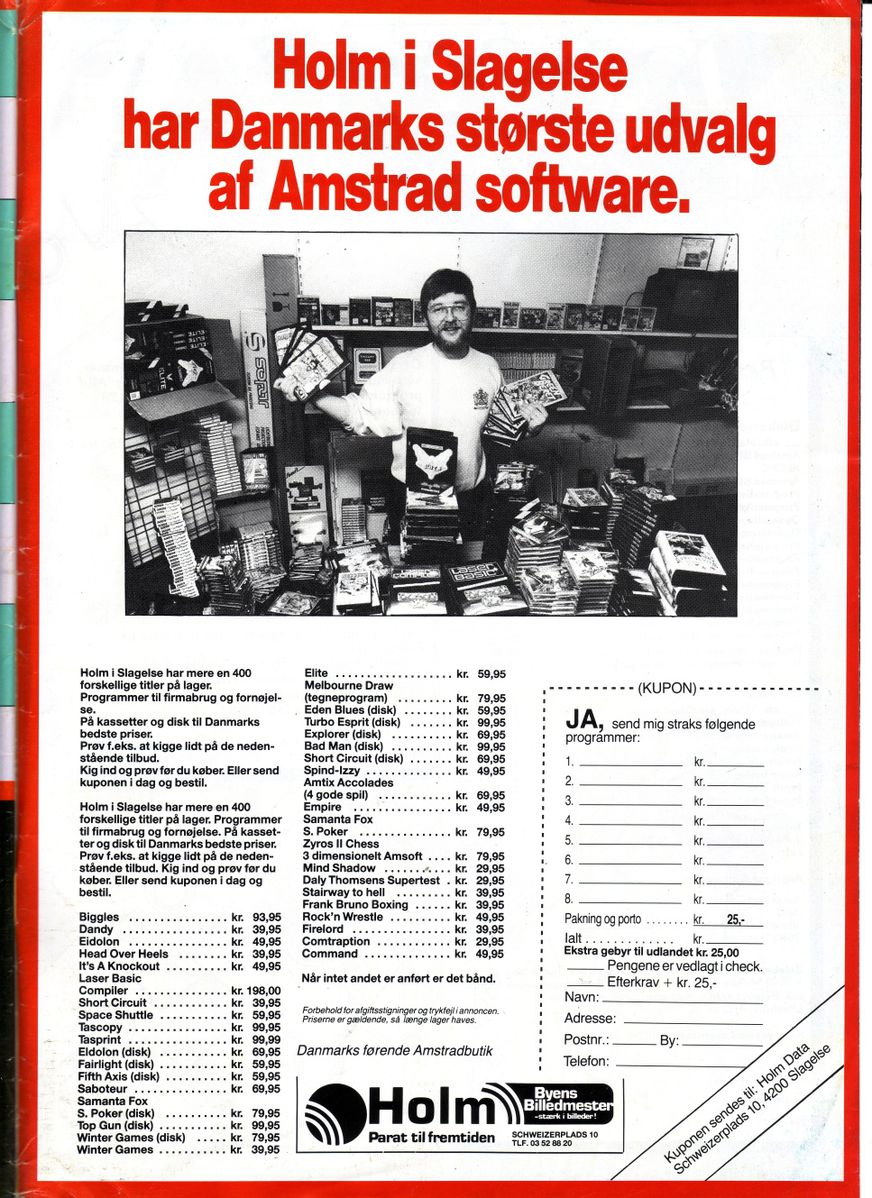 Holm i Slagelse
har Danmarks største udvalg
af Amstrad software.
ELITE
ELITE
LASER
BASIC
Holm i Slagelse har mere en 400
forskellige titler på lager.
Programmer til firmabrug og fornøjel-
se.
På kassetter og disk til Danmarks
bedste priser.
Prøv f.eks. at kigge lidt på de neden-
stående tilbud.
Kig ind og prøv før du køber. Eller send
kuponen i dag og bestil.
Holm i Slagelse har mere en 400
forskellige titler på lager. Programmer
til firmabrug og fornøjelse. På kasset-
ter og disk til Danmarks bedste priser.
Prøv f.eks. at kigge lidt på de neden-
stående tilbud. Kig ind og prøv før du
køber. Eller send kuponen i dag og
bestil.
Biggles ................ kr. 93,95
Dandy ................. kr. 39,95
Eidolon ................ kr. 49,95
Head Over Heels ......... kr. 39,95
It's A Knockout .......... kr. 49,95
Laser Basic
Compiler ............... kr. 198,00
Short Circuit ............ kr. 39,95
Space Shuttle ........... kr. 59,95
Tascopy ................ kr. 99,95
Tasprint ................ kr. 99,99
Eldolon (disk) ........... kr. 69,95
Fairlight (disk) ........... kr. 59,95
Fifth Axis (disk) .......... kr. 59,95
Saboteur ............... kr. 69,95
Samanta Fox
S. Poker (disk) .......... kr. 79,95
Top Gun (disk) .......... kr. 99,95
Winter Games (disk) ..... kr. 79,95
Winter Games ........... kr. 39,95
Elite ................... kr. 59,95
Melbourne Draw
(tegneprogram) .......... kr. 79,95
Eden Blues (disk) ........ kr. 59,95
Turbo Esprit (disk) ....... kr. 99,95
Explorer (disk) .......... kr. 69,95
Bad Man (disk) .......... kr. 99,95
Short Circuit (disk) ....... kr. 69,95
Spind-Izzy .............. kr. 49,95
Amtix Accolades
(4 gode spil) ............ kr. 69,95
Empire ................ kr. 49,95
Samanta Fox
S. Poker ............... kr. 79,95
Zyros II Chess
3 dimensionelt Amsoft .... kr. 79,95
Mind Shadow ........... kr. 29,95
Daly Thomsens Supertest . kr. 29,95
Stairway to hell .......... kr. 39,95
Frank Bruno Boxing ...... kr. 39,95
Rock'n Wrestle .......... kr. 49,95
Firelord ................ kr. 39,95
Comtraption ............ kr. 29,95
Command .............. kr. 49,95
Når intet andet er anført er det bånd.
Forbehold for afgiftsstigninger og trykfejl i annoncen.
Priserne er gældende, så længe lager haves.
Danmarks førende Amstradbutik
Holm
Parat til fremtiden
Byens
Billedmester
-stærk i billeder!
SCHWEIZERPLADS 10
TLF. 03 52 88 20
(KUPON)
JA, send mig straks følgende
programmer:
1. kr.
2. kr.
3. kr.
4. kr.
5. kr.
6. kr.
7. kr.
8. kr.
Pakning og porto ........ kr. 25,-
Ialt ............. kr.
Ekstra gebyr til udlandet kr. 25,00
Pengene er vedlagt i check.
Efterkrav + kr. 25,-
Navn:
Adresse:
Postnr.: By:
Telefon:
Kuponen sendes til: Holm Data
Schweizerplads 10, 4200 Slagelse